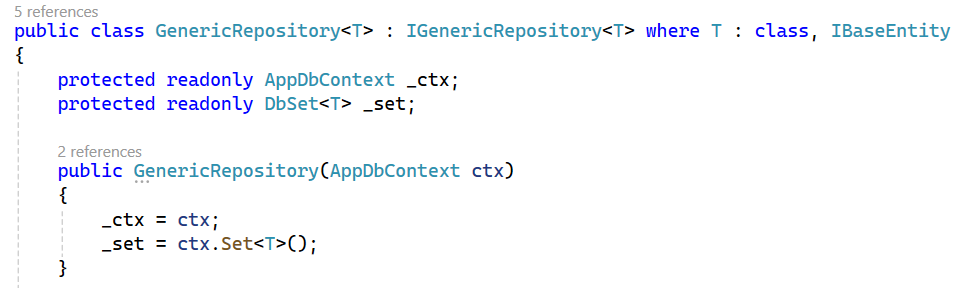 5 references
public class GenericRepository<T> : IGenericRepository<T> where T : class, IBaseEntity
{
    protected readonly AppDbContext _ctx;
    protected readonly DbSet<T> _set;
    2 references
    public GenericRepository(AppDbContext ctx)
    {
        _ctx = ctx;
        _set = ctx.Set<T>();
    }